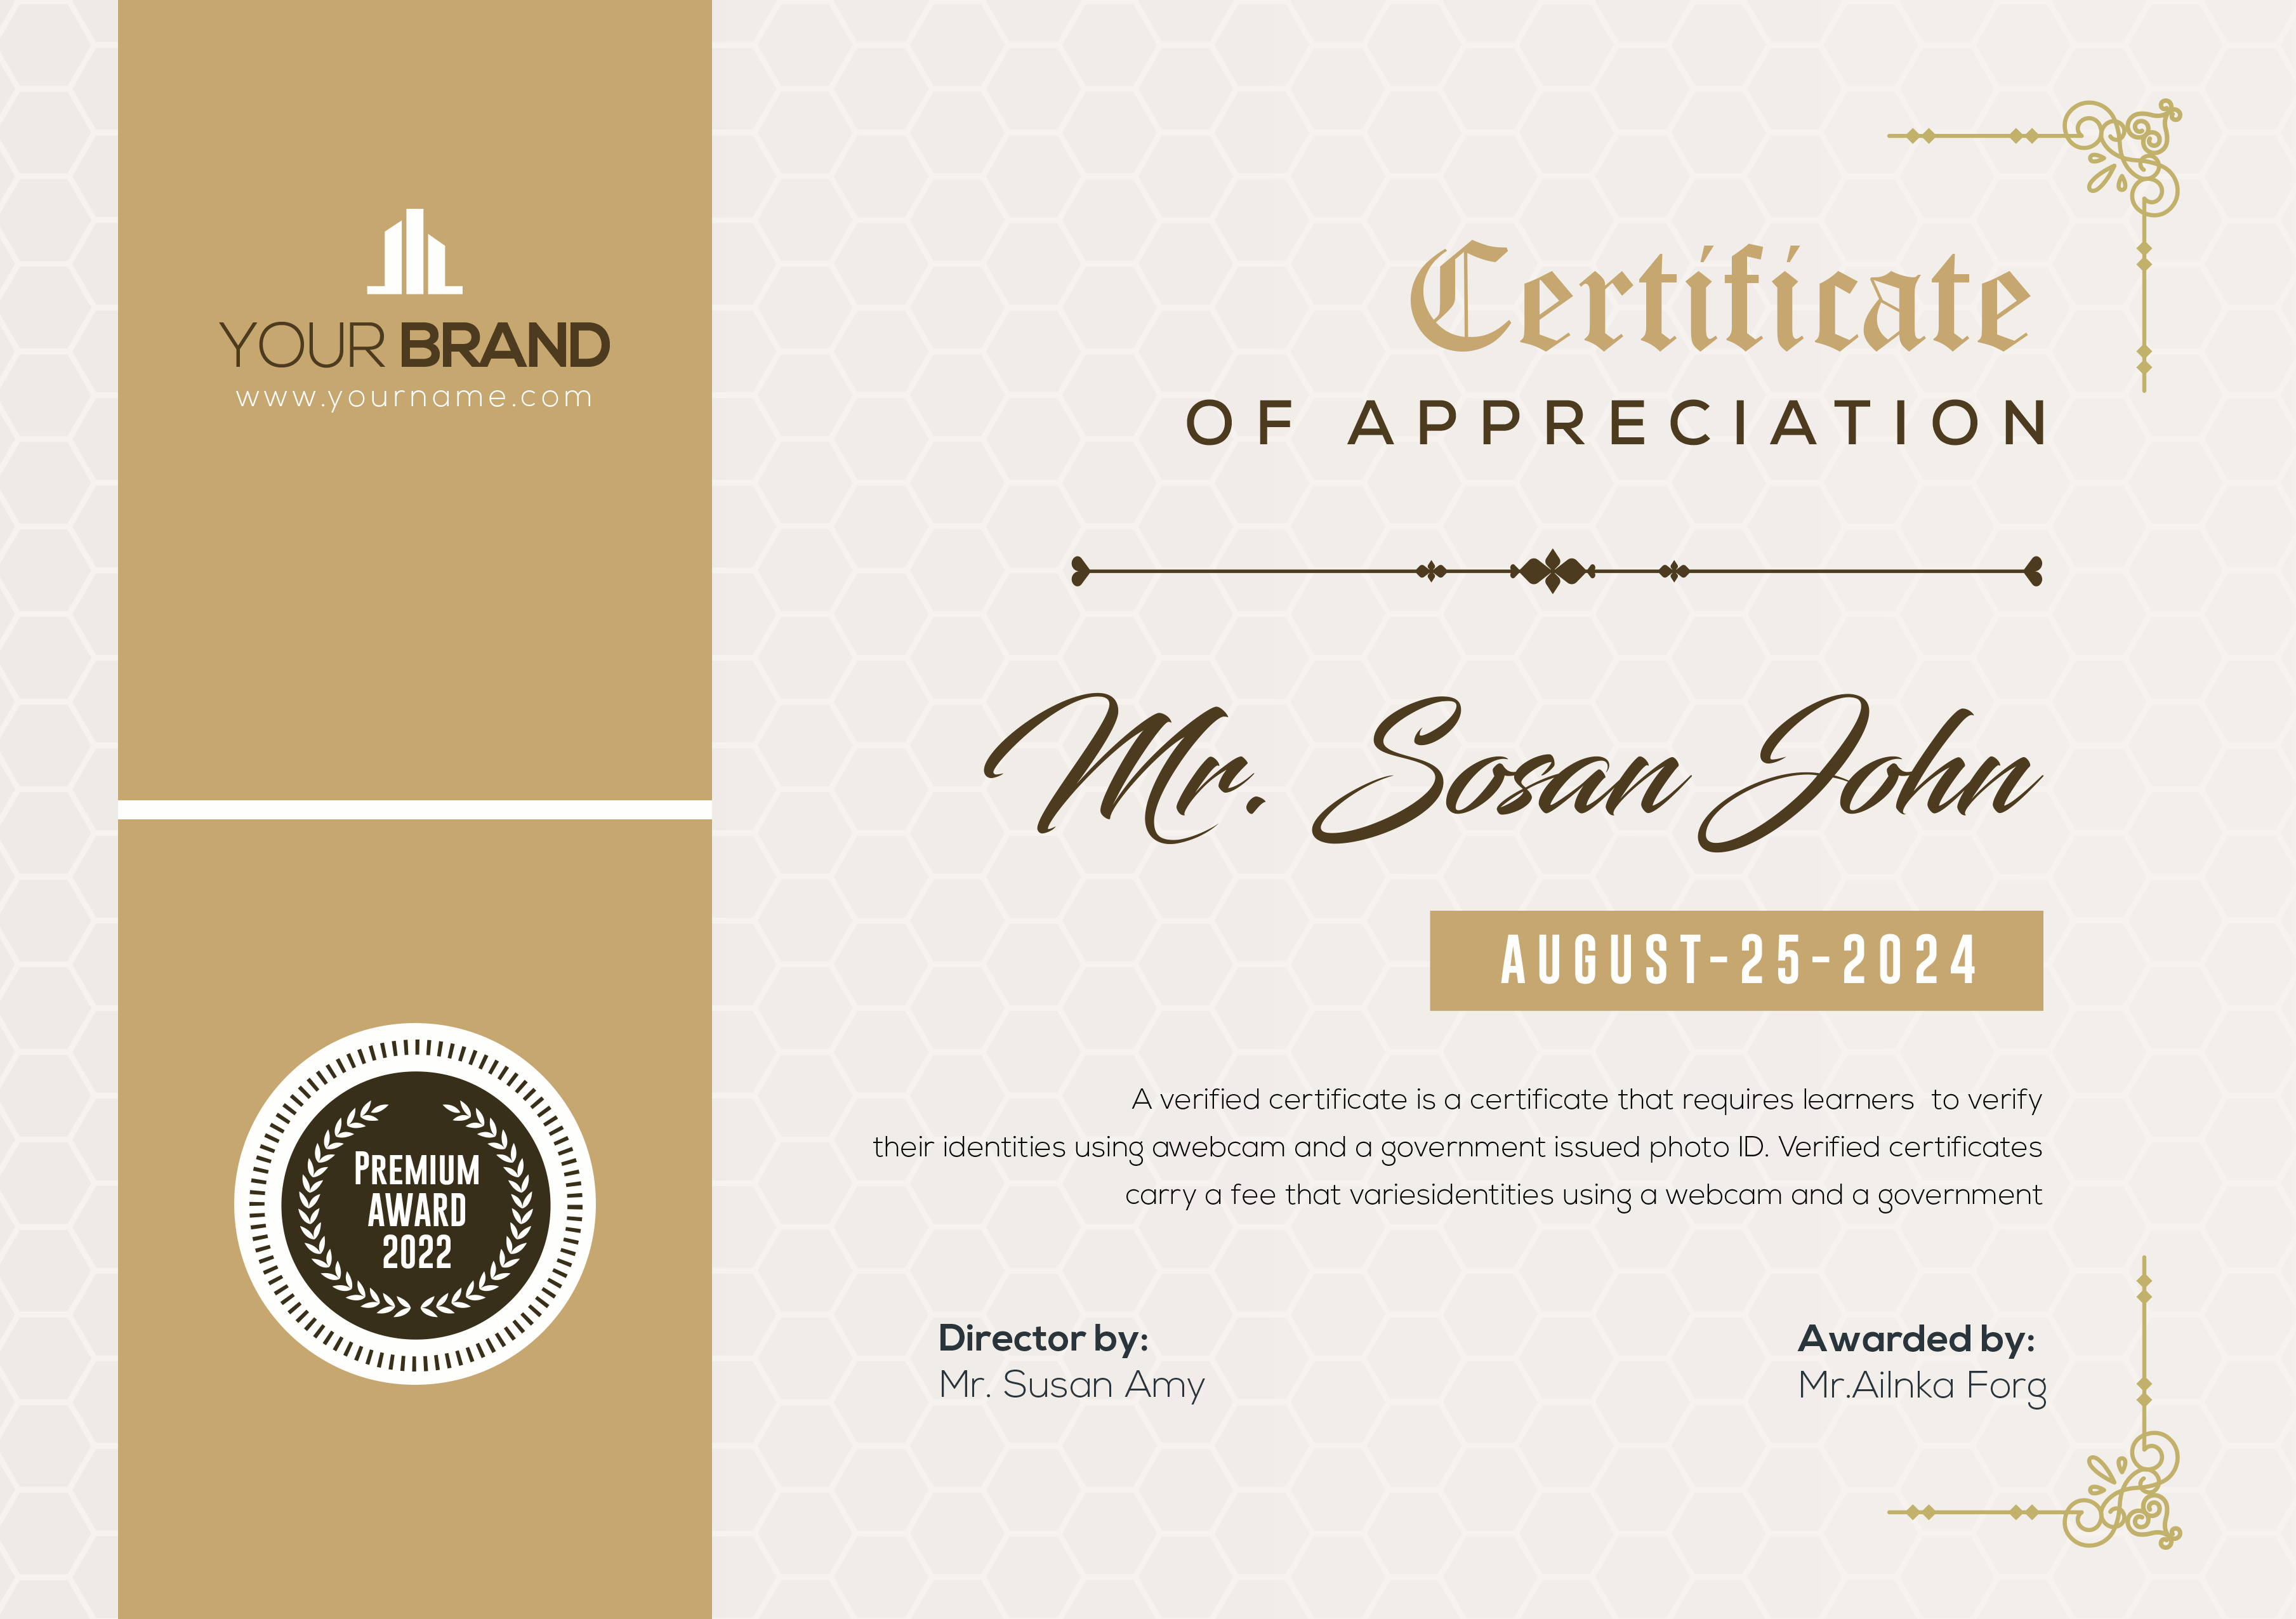 YOUR BRAND
www.yourname.com
PREMIUM
AWARD
2022
Certificate
OF APPRECIATION
Mr. Sosan John
AUGUST-25-2024
A verified certificate is a certificate that requires learners  to verify
their identities using awebcam and a government issued photo ID. Verified certificates
carry a fee that variesidentities using a webcam and a government
Director by:
Mr. Susan Amy
Awarded by:
Mr.Ailnka Forg